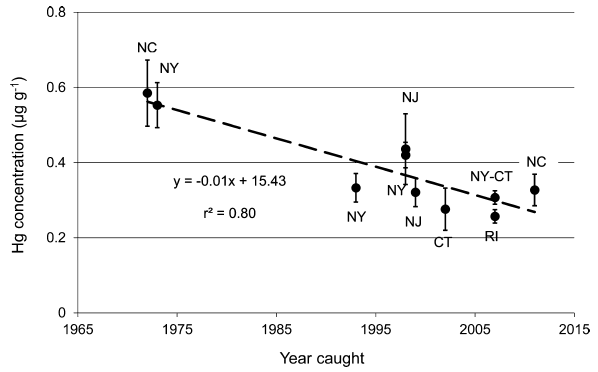 0.8
NC
NY
0.6
NJ
Hg concentration (µg g-1)
0.4
NY-CT
NC
y = -0.01x + 15.43
NY
r² = 0.80
NY
NJ
CT
RI
0.2
0
1965
1975
1985
1995
2005
2015
Year caught